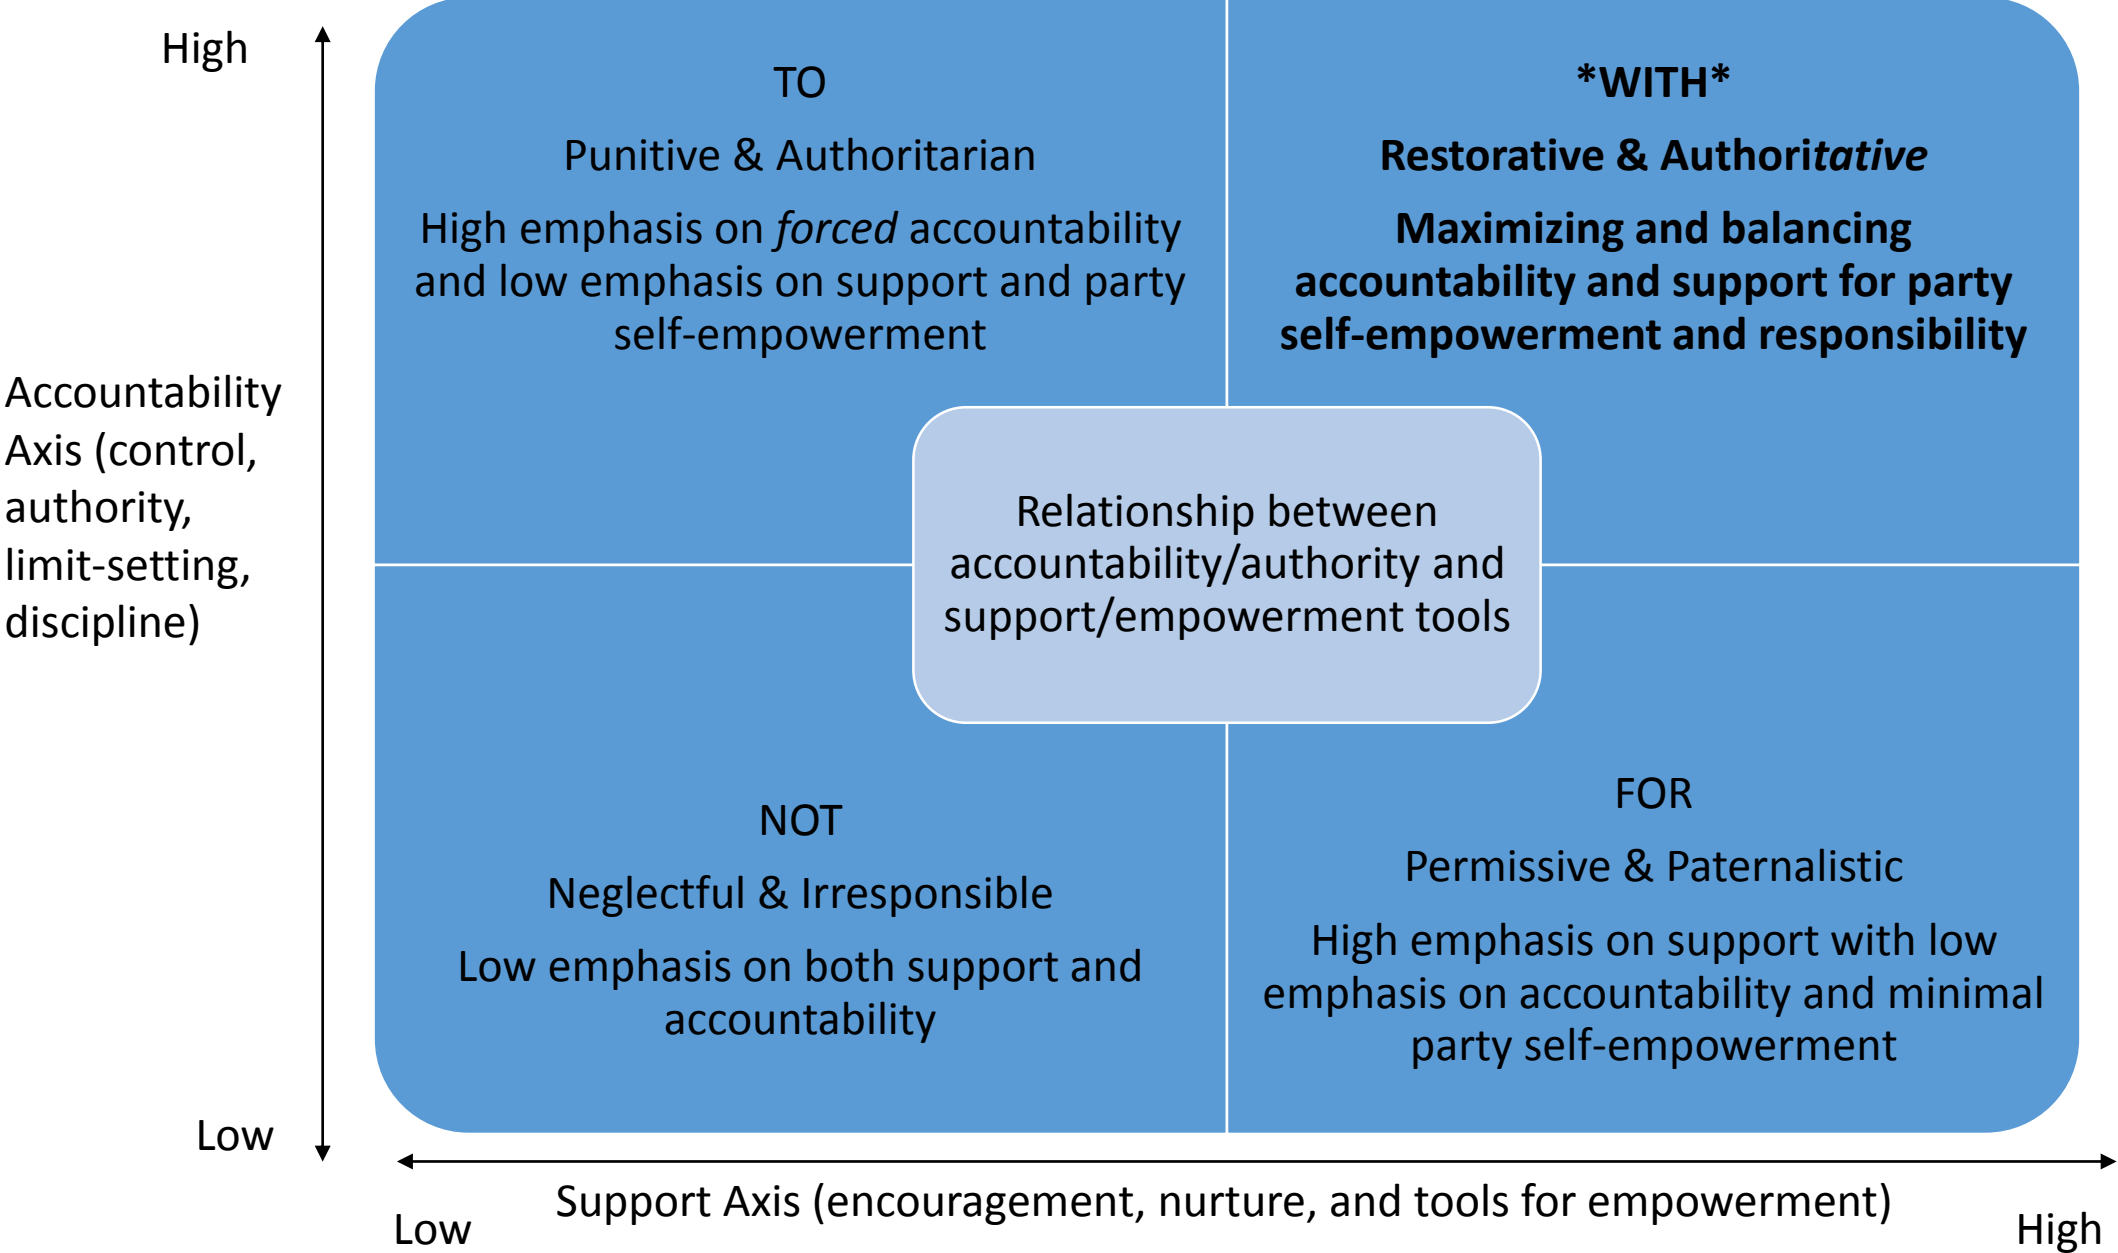 High
TO
Punitive & Authoritarian
High emphasis on forced accountability
and low emphasis on support and party
self-empowerment
*WITH*
Restorative & Authoritative
Maximizing and balancing
accountability and support for party
self-empowerment and responsibility
Accountability
Axis (control,
authority,
limit-setting,
discipline)
Relationship between
accountability/authority and
support/empowerment tools
NOT
Neglectful & Irresponsible
Low emphasis on both support and
accountability
FOR
Permissive & Paternalistic
High emphasis on support with low
emphasis on accountability and minimal
party self-empowerment
Low
Support Axis (encouragement, nurture, and tools for empowerment)
Low
High